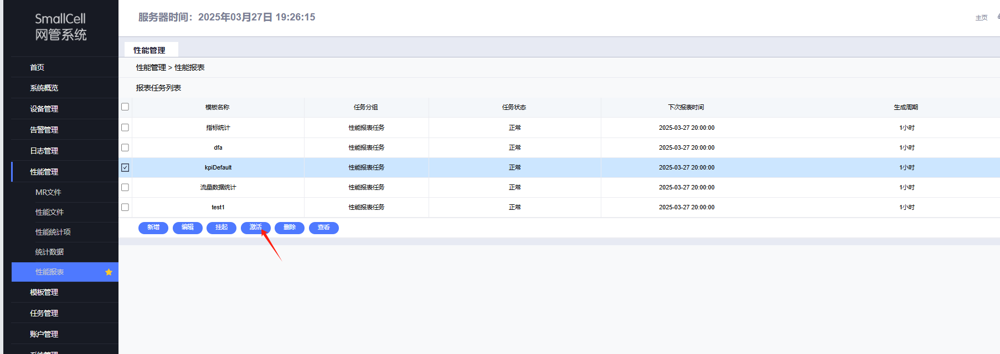 SmallCell
网管系统
服务器时间：2025年03月27日 19:26:15
主页
性能管理
性能管理 > 性能报表
报表任务列表
模板名称 任务分组 任务状态 下次报表时间 生成周期
指标统计 性能报表任务 正常 2025-03-27 20:00:00 1小时
dfa 性能报表任务 正常 2025-03-27 20:00:00 1小时
kpiDefault 性能报表任务 正常 2025-03-27 20:00:00 1小时
流量数据统计 性能报表任务 正常 2025-03-27 20:00:00 1小时
test1 性能报表任务 正常 2025-03-27 20:00:00 1小时
新增 编辑 挂起 激活 删除 查看
首页
系统概览
设备管理
告警管理
日志管理
性能管理
MR文件
性能文件
性能统计项
统计数据
性能报表
模板管理
任务管理
账户管理
系统管理